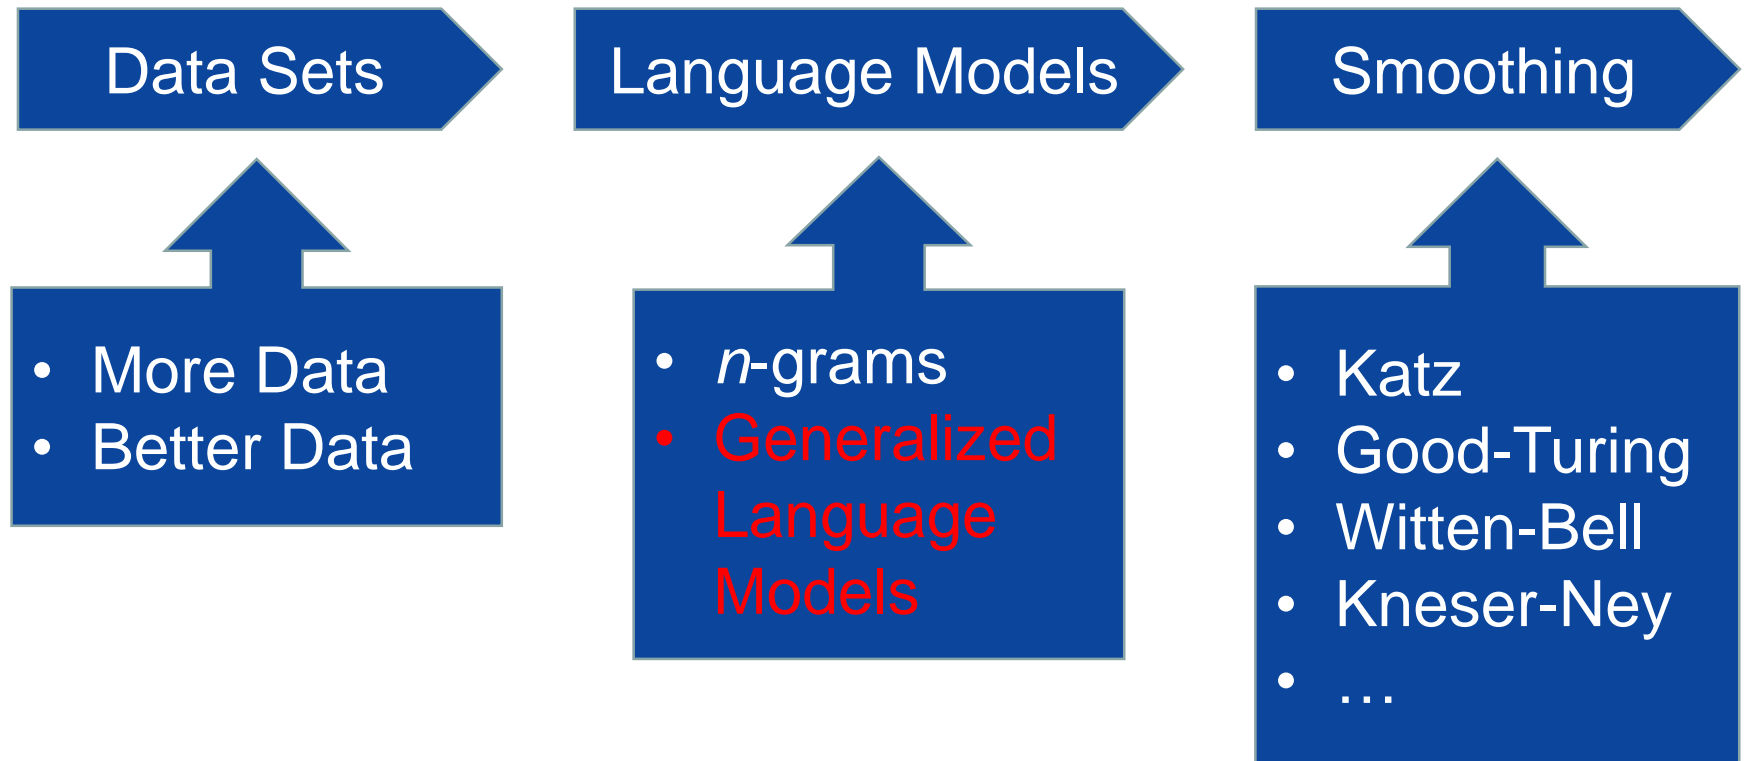 Data Sets
• More Data
• Better Data
Language Models
• n-grams
• Generalized
Language
Models
Smoothing
• Katz
• Good-Turing
• Witten-Bell
• Kneser-Ney
• …